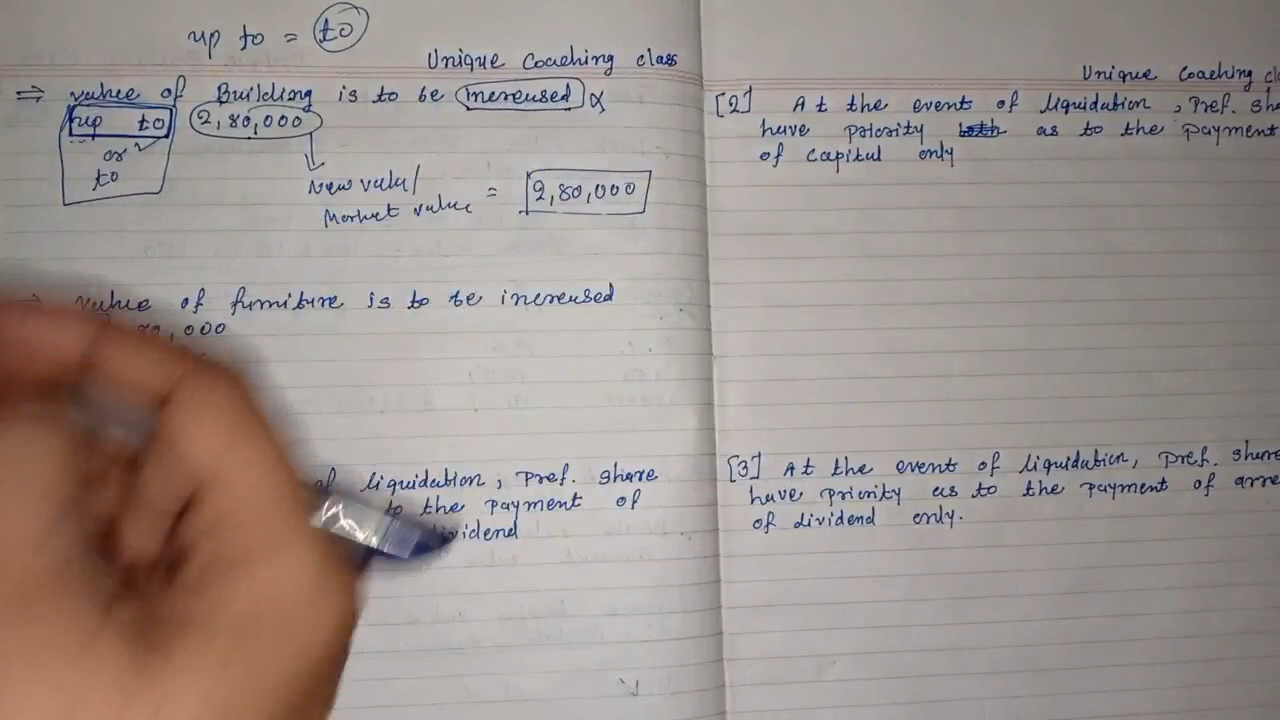 up to = to
Unique Coaching class
⇒ value of Building is to be increased
up to 2,80,000
or
to
New value/
Market value = 2,80,000
value of furniture is to be increased
,000
liquidation, pref. share
to the payment of
dividend
Unique Coaching
[2] At the event of liquidation, Pref.
have priority as to the payment
of capital only
[3] At the event of liquidation, pref. share
have priority as to the payment of
of dividend only.